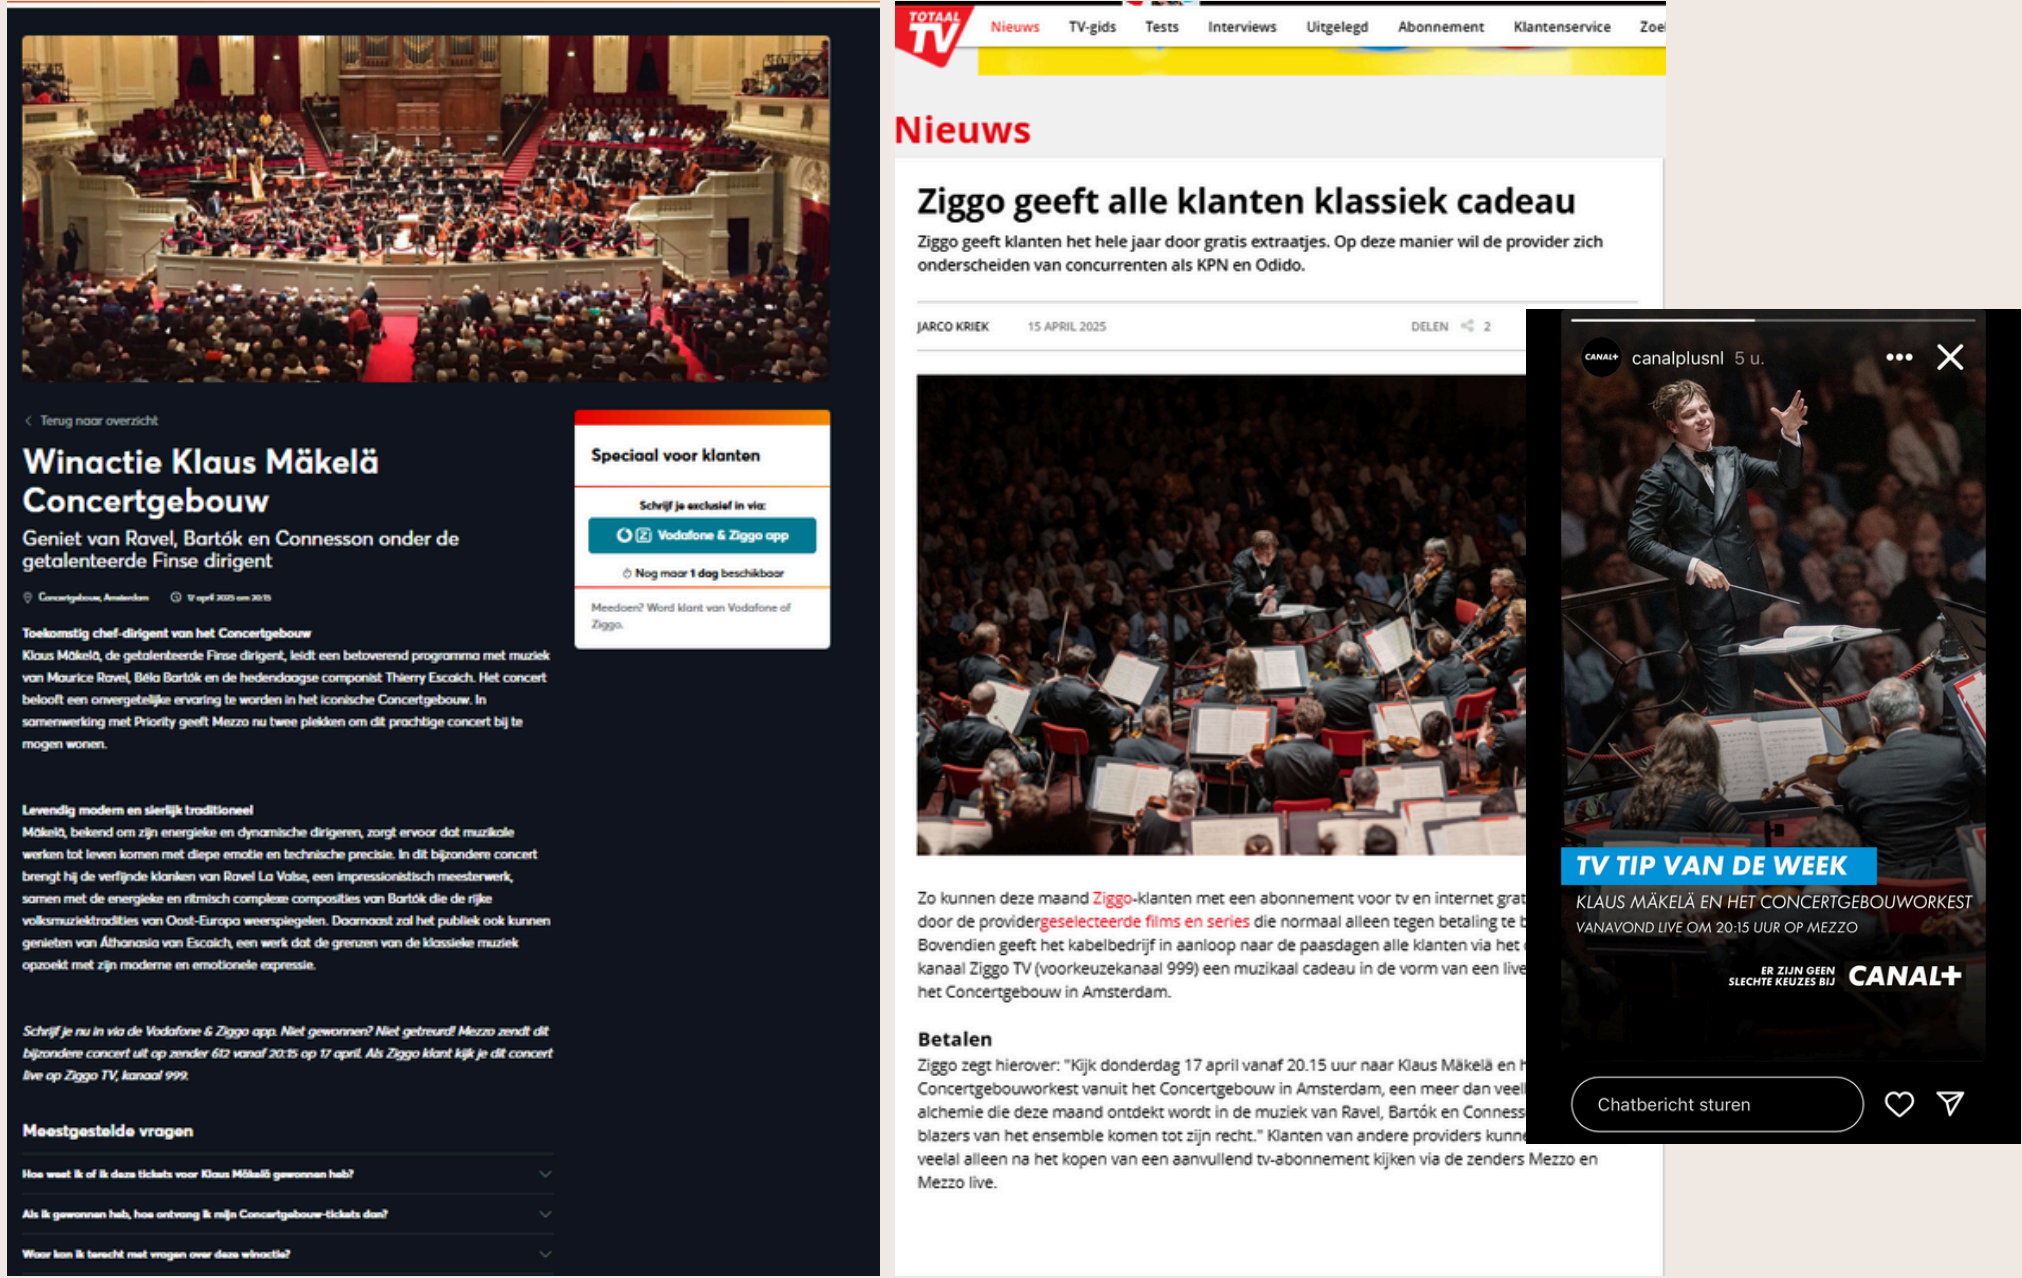 Terug naar overzicht
Winactie Klaus Mäkelä
Concertgebouw
Geniet van Ravel, Bartók en Connesson onder de
getalenteerde Finse dirigent
Concertgebouw, Amsterdam 17 april 2025 om 20:15
Toekomstig chef-dirigent van het Concertgebouw
Klaus Mäkelä, de getalenteerde Finse dirigent, leidt een betoverend programma met muziek
van Maurice Ravel, Béla Bartók en de hedendaagse componist Thierry Escaich. Het concert
belooft een onvergetelijke ervaring te worden in het iconische Concertgebouw. In
samenwerking met Priority geeft Mezzo nu twee plekken om dit prachtige concert bij te
mogen wonen.
Levendig modern en sierlijk traditioneel
Mäkelä, bekend om zijn energieke en dynamische dirigeren, zorgt ervoor dat muzikale
werken tot leven komen met diepe emotie en technische precisie. In dit bijzondere concert
brengt hij de verfijnde klanken van Ravel La Valse, een impressionistisch meesterwerk,
samen met de energieke en ritmisch complexe composities van Bartók die de rijke
volksmuziektradities van Oost-Europa weerspiegelen. Daarnaast zal het publiek ook kunnen
genieten van Áthanasia van Escaich, een werk dat de grenzen van de klassieke muziek
opzoekt met zijn moderne en emotionele expressie.
Schrijf je nu in via de Vodafone & Ziggo app. Niet gewonnen? Niet getreurd! Mezzo zendt dit
bijzondere concert uit op zender 612 vanaf 20:15 op 17 april. Als Ziggo klant kijk je dit concert
live op Ziggo TV, kanaal 999.
Meestgestelde vragen
Hoe weet ik of ik deze tickets voor Klaus Mäkelä gewonnen heb?
Als ik gewonnen heb, hoe ontvang ik mijn Concertgebouw-tickets dan?
Waar kan ik terecht met vragen over deze winactie?
Speciaal voor klanten
Schrijf je exclusief in via:
Vodafone & Ziggo app
Nog maar 1 dag beschikbaar
Meedoen? Word klant van Vodafone of
Ziggo.
TOTAAL
TV
Nieuws TV-gids Tests Interviews Uitgelegd Abonnement Klantenservice
Nieuws
Ziggo geeft alle klanten klassiek cadeau
Ziggo geeft klanten het hele jaar door gratis extraatjes. Op deze manier wil de provider zich
onderscheiden van concurrenten als KPN en Odido.
JARCO KRIEK 15 APRIL 2025 DELEN 2
Zo kunnen deze maand Ziggo-klanten met een abonnement voor tv en internet grat
door de providergeselecteerde films en series die normaal alleen tegen betaling te b
Bovendien geeft het kabelbedrijf in aanloop naar de paasdagen alle klanten via het
kanaal Ziggo TV (voorkeuzekanaal 999) een muzikaal cadeau in de vorm van een live
het Concertgebouw in Amsterdam.
Betalen
Ziggo zegt hierover: "Kijk donderdag 17 april vanaf 20.15 uur naar Klaus Mäkelä en h
Concertgebouworkest vanuit het Concertgebouw in Amsterdam, een meer dan veel
alchemie die deze maand ontdekt wordt in de muziek van Ravel, Bartók en Conness
blazers van het ensemble komen tot zijn recht." Klanten van andere providers kunn
veelal alleen na het kopen van een aanvullend tv-abonnement kijken via de zenders Mezzo en
Mezzo live.
CANAL+ canalplusnl 5 u.
TV TIP VAN DE WEEK
KLAUS MÄKELÄ EN HET CONCERTGEBOUWORKEST
VANAVOND LIVE OM 20:15 UUR OP MEZZO
ER ZIJN GEEN
SLECHTE KEUZES BIJ CANAL+
Chatbericht sturen